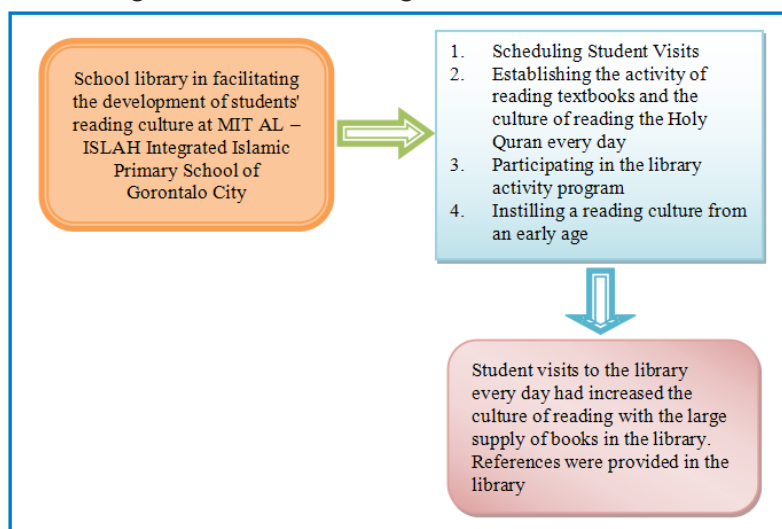 School library in facilitating
the development of students'
reading culture at MIT AL –
ISLAH Integrated Islamic
Primary School of
Gorontalo City
1. Scheduling Student Visits
2. Establishing the activity of
reading textbooks and the
culture of reading the Holy
Quran every day
3. Participating in the library
activity program
4. Instilling a reading culture from
an early age
Student visits to the library
every day had increased the
culture of reading with the large
supply of books in the library.
References were provided in the
library